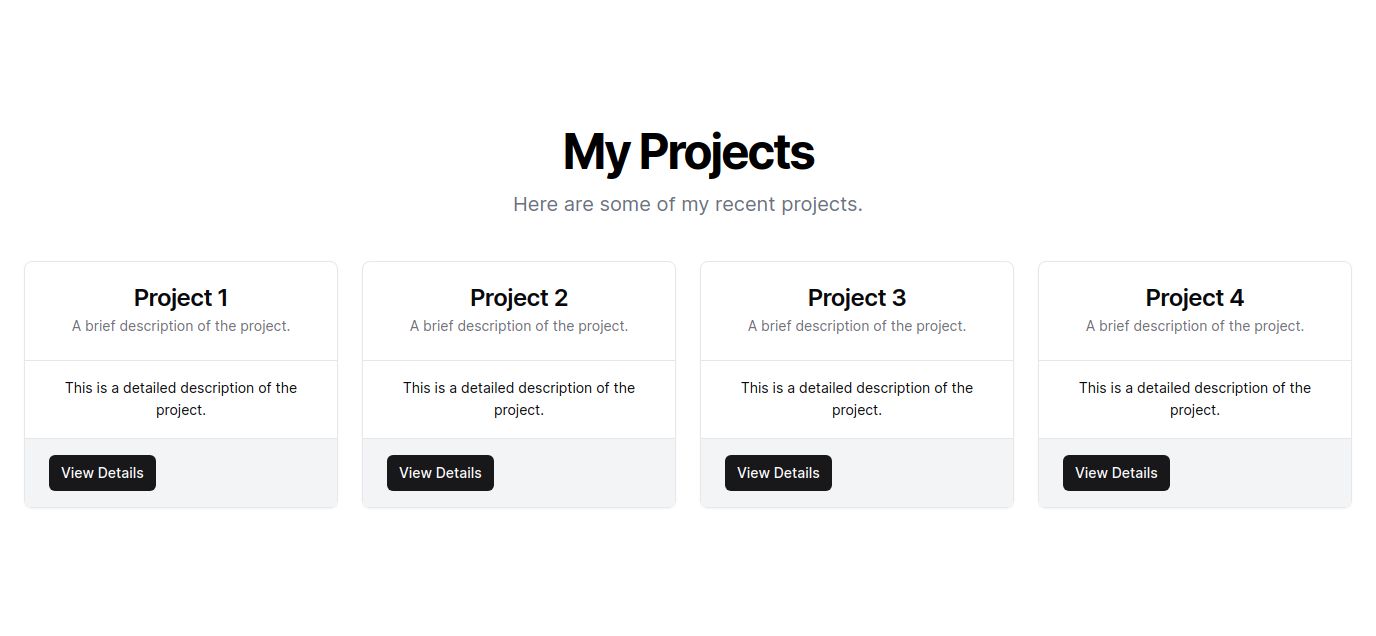 My Projects
Here are some of my recent projects.
Project 1
A brief description of the project.
This is a detailed description of the
project.
View Details
Project 2
A brief description of the project.
This is a detailed description of the
project.
View Details
Project 3
A brief description of the project.
This is a detailed description of the
project.
View Details
Project 4
A brief description of the project.
This is a detailed description of the
project.
View Details